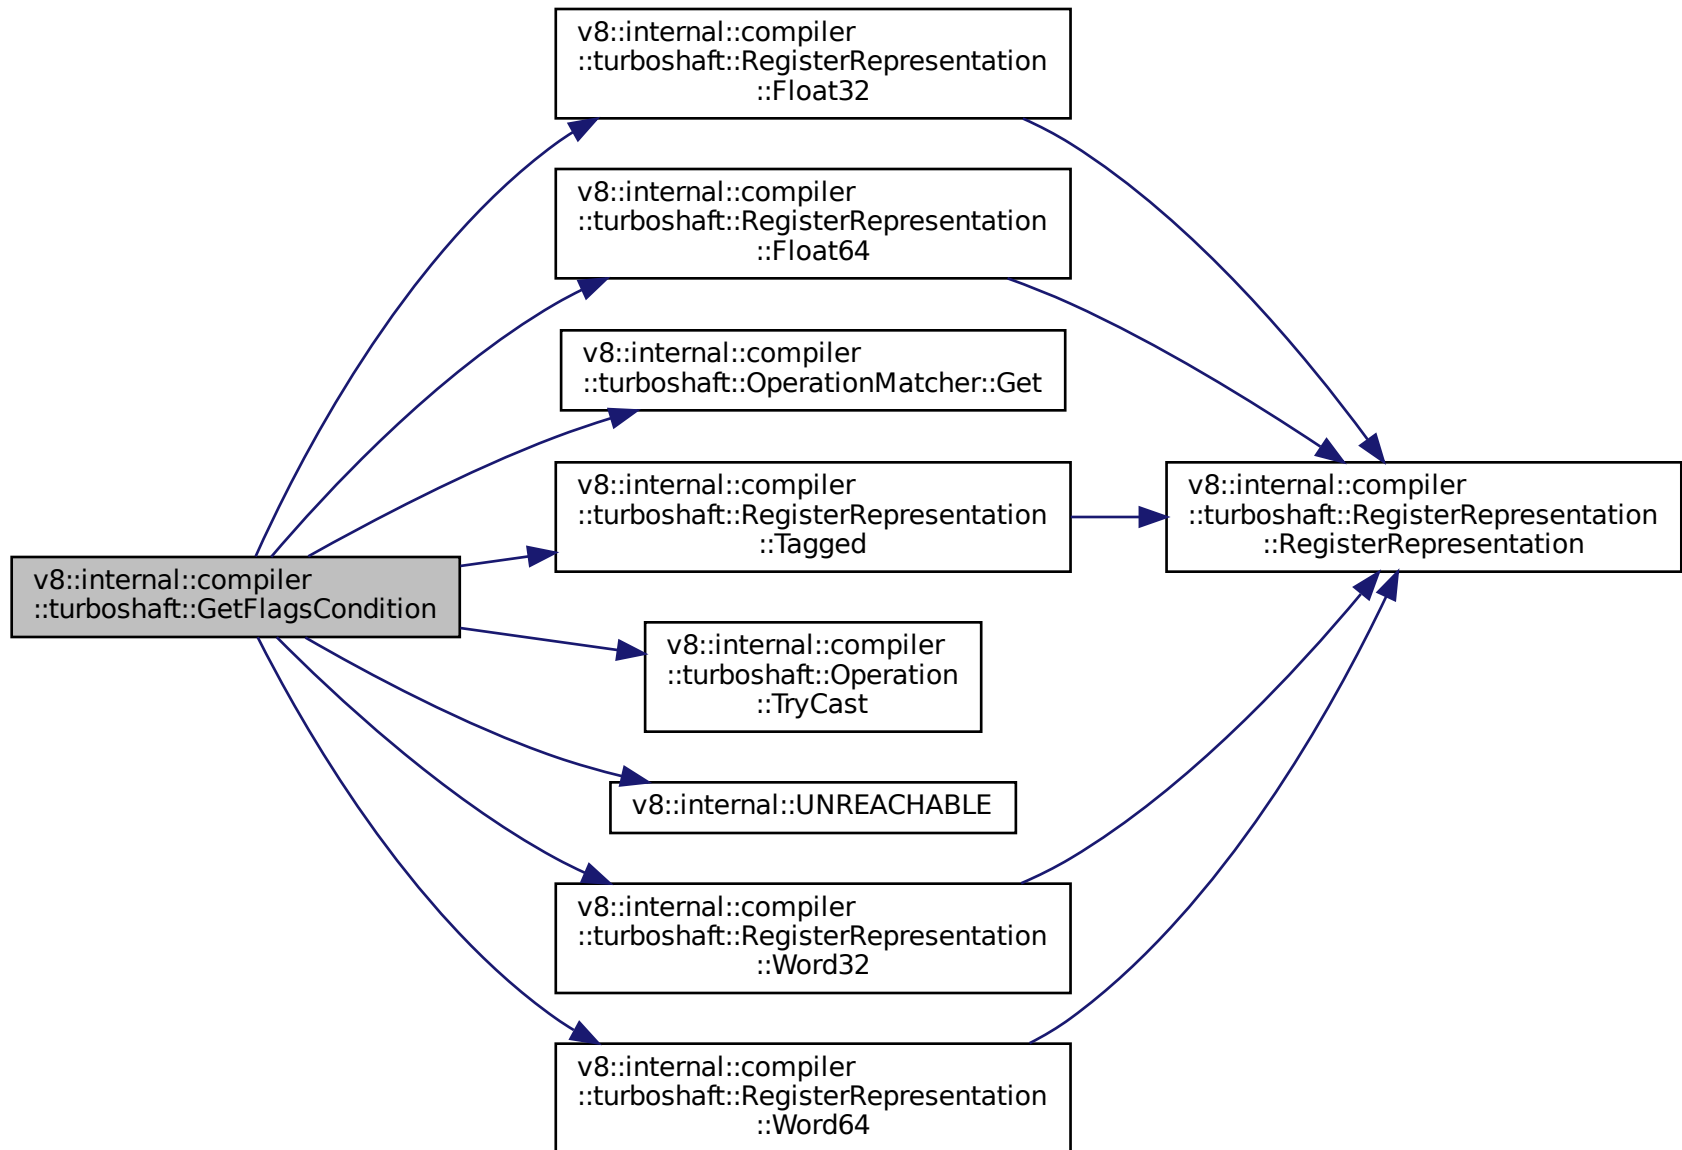 v8::internal::compiler
::turboshaft::RegisterRepresentation
::Float32
v8::internal::compiler
::turboshaft::RegisterRepresentation
::Float64
v8::internal::compiler
::turboshaft::OperationMatcher::Get
v8::internal::compiler
::turboshaft::RegisterRepresentation
::Tagged
v8::internal::compiler
::turboshaft::RegisterRepresentation
::RegisterRepresentation
v8::internal::compiler
::turboshaft::GetFlagsCondition
v8::internal::compiler
::turboshaft::Operation
::TryCast
v8::internal::UNREACHABLE
v8::internal::compiler
::turboshaft::RegisterRepresentation
::Word32
v8::internal::compiler
::turboshaft::RegisterRepresentation
::Word64